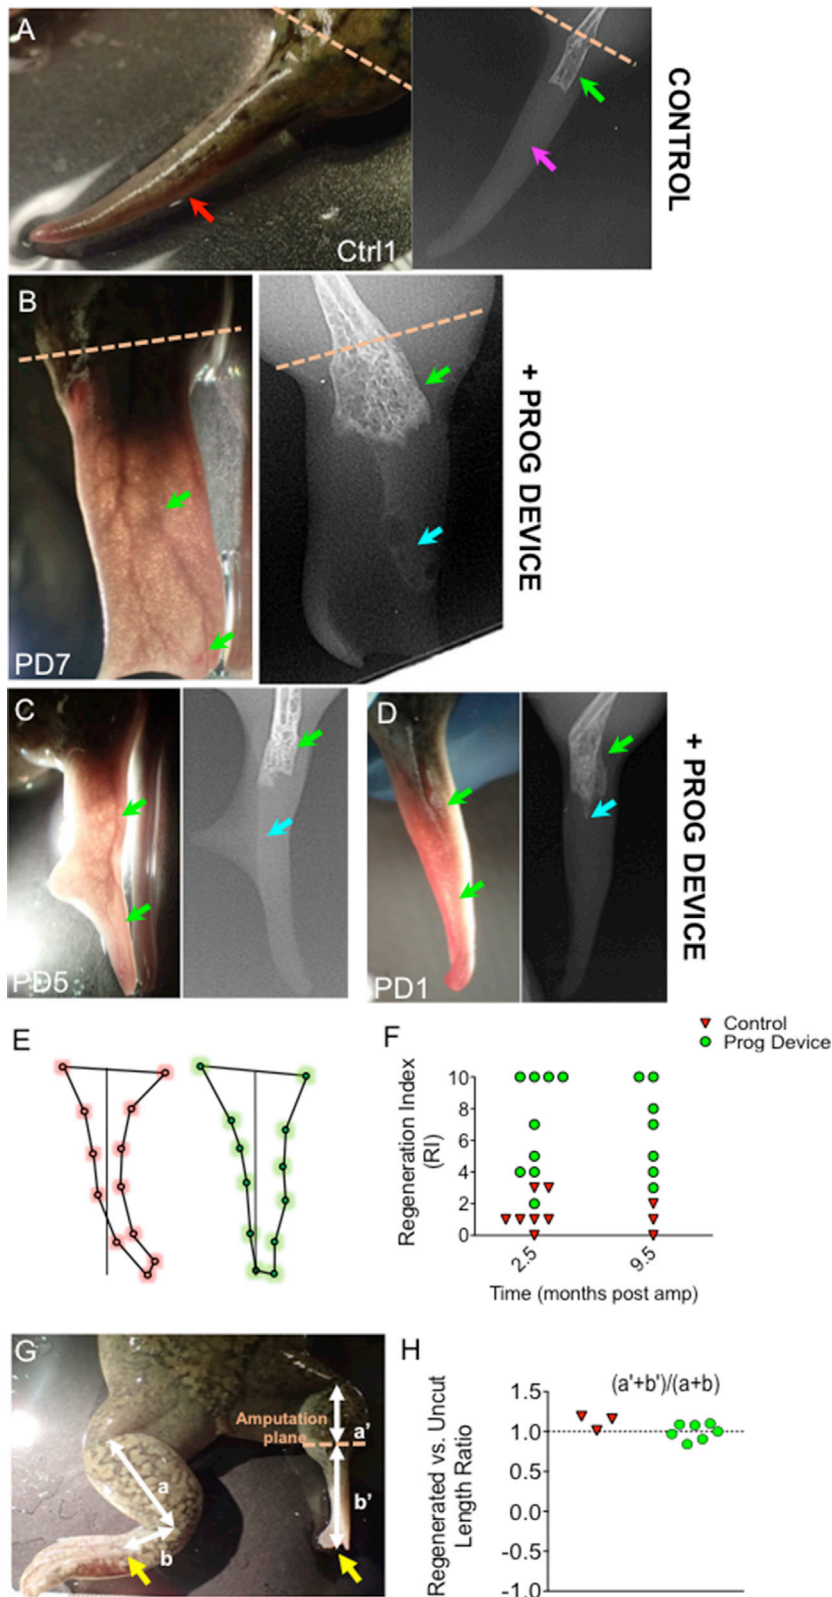 A
Ctrl1
CONTROL
B
PD7
+ PROG DEVICE
C
PD5
D
PD1
+ PROG DEVICE
E
F
Control
Prog Device
Regeneration Index
(RI)
10
8
6
4
2
0
2.5
9.5
Time (months post amp)
G
Amputation
plane
a'
b'
a
b
H
(a'+b')/(a+b)
Regenerated vs. Uncut
Length Ratio
1.5
1.0
0.5
0.0
-0.5
-1.0